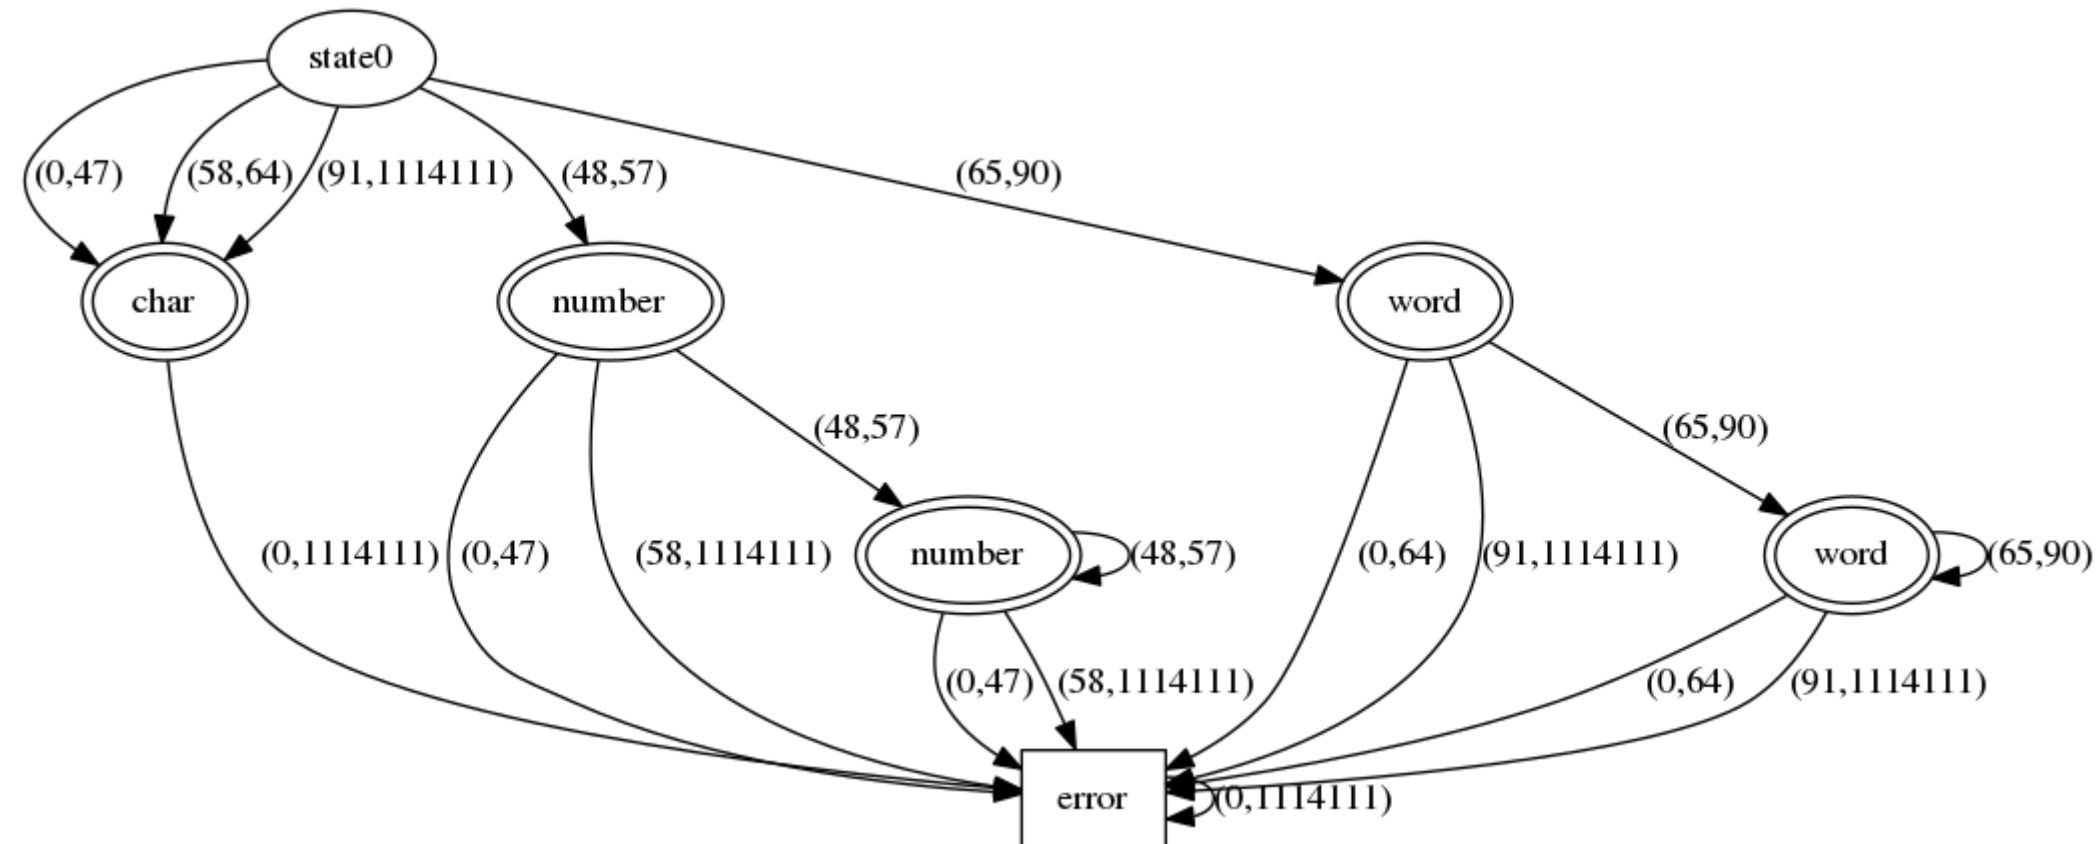 state0
(0,47) (58,64) (91,1114111) (48,57) (65,90)
char number word
(48,57) (65,90)
(0,1114111) (0,47) (58,1114111) number (48,57) (0,64) (91,1114111) word (65,90)
(0,47) (58,1114111) (0,64) (91,1114111)
error (0,1114111)